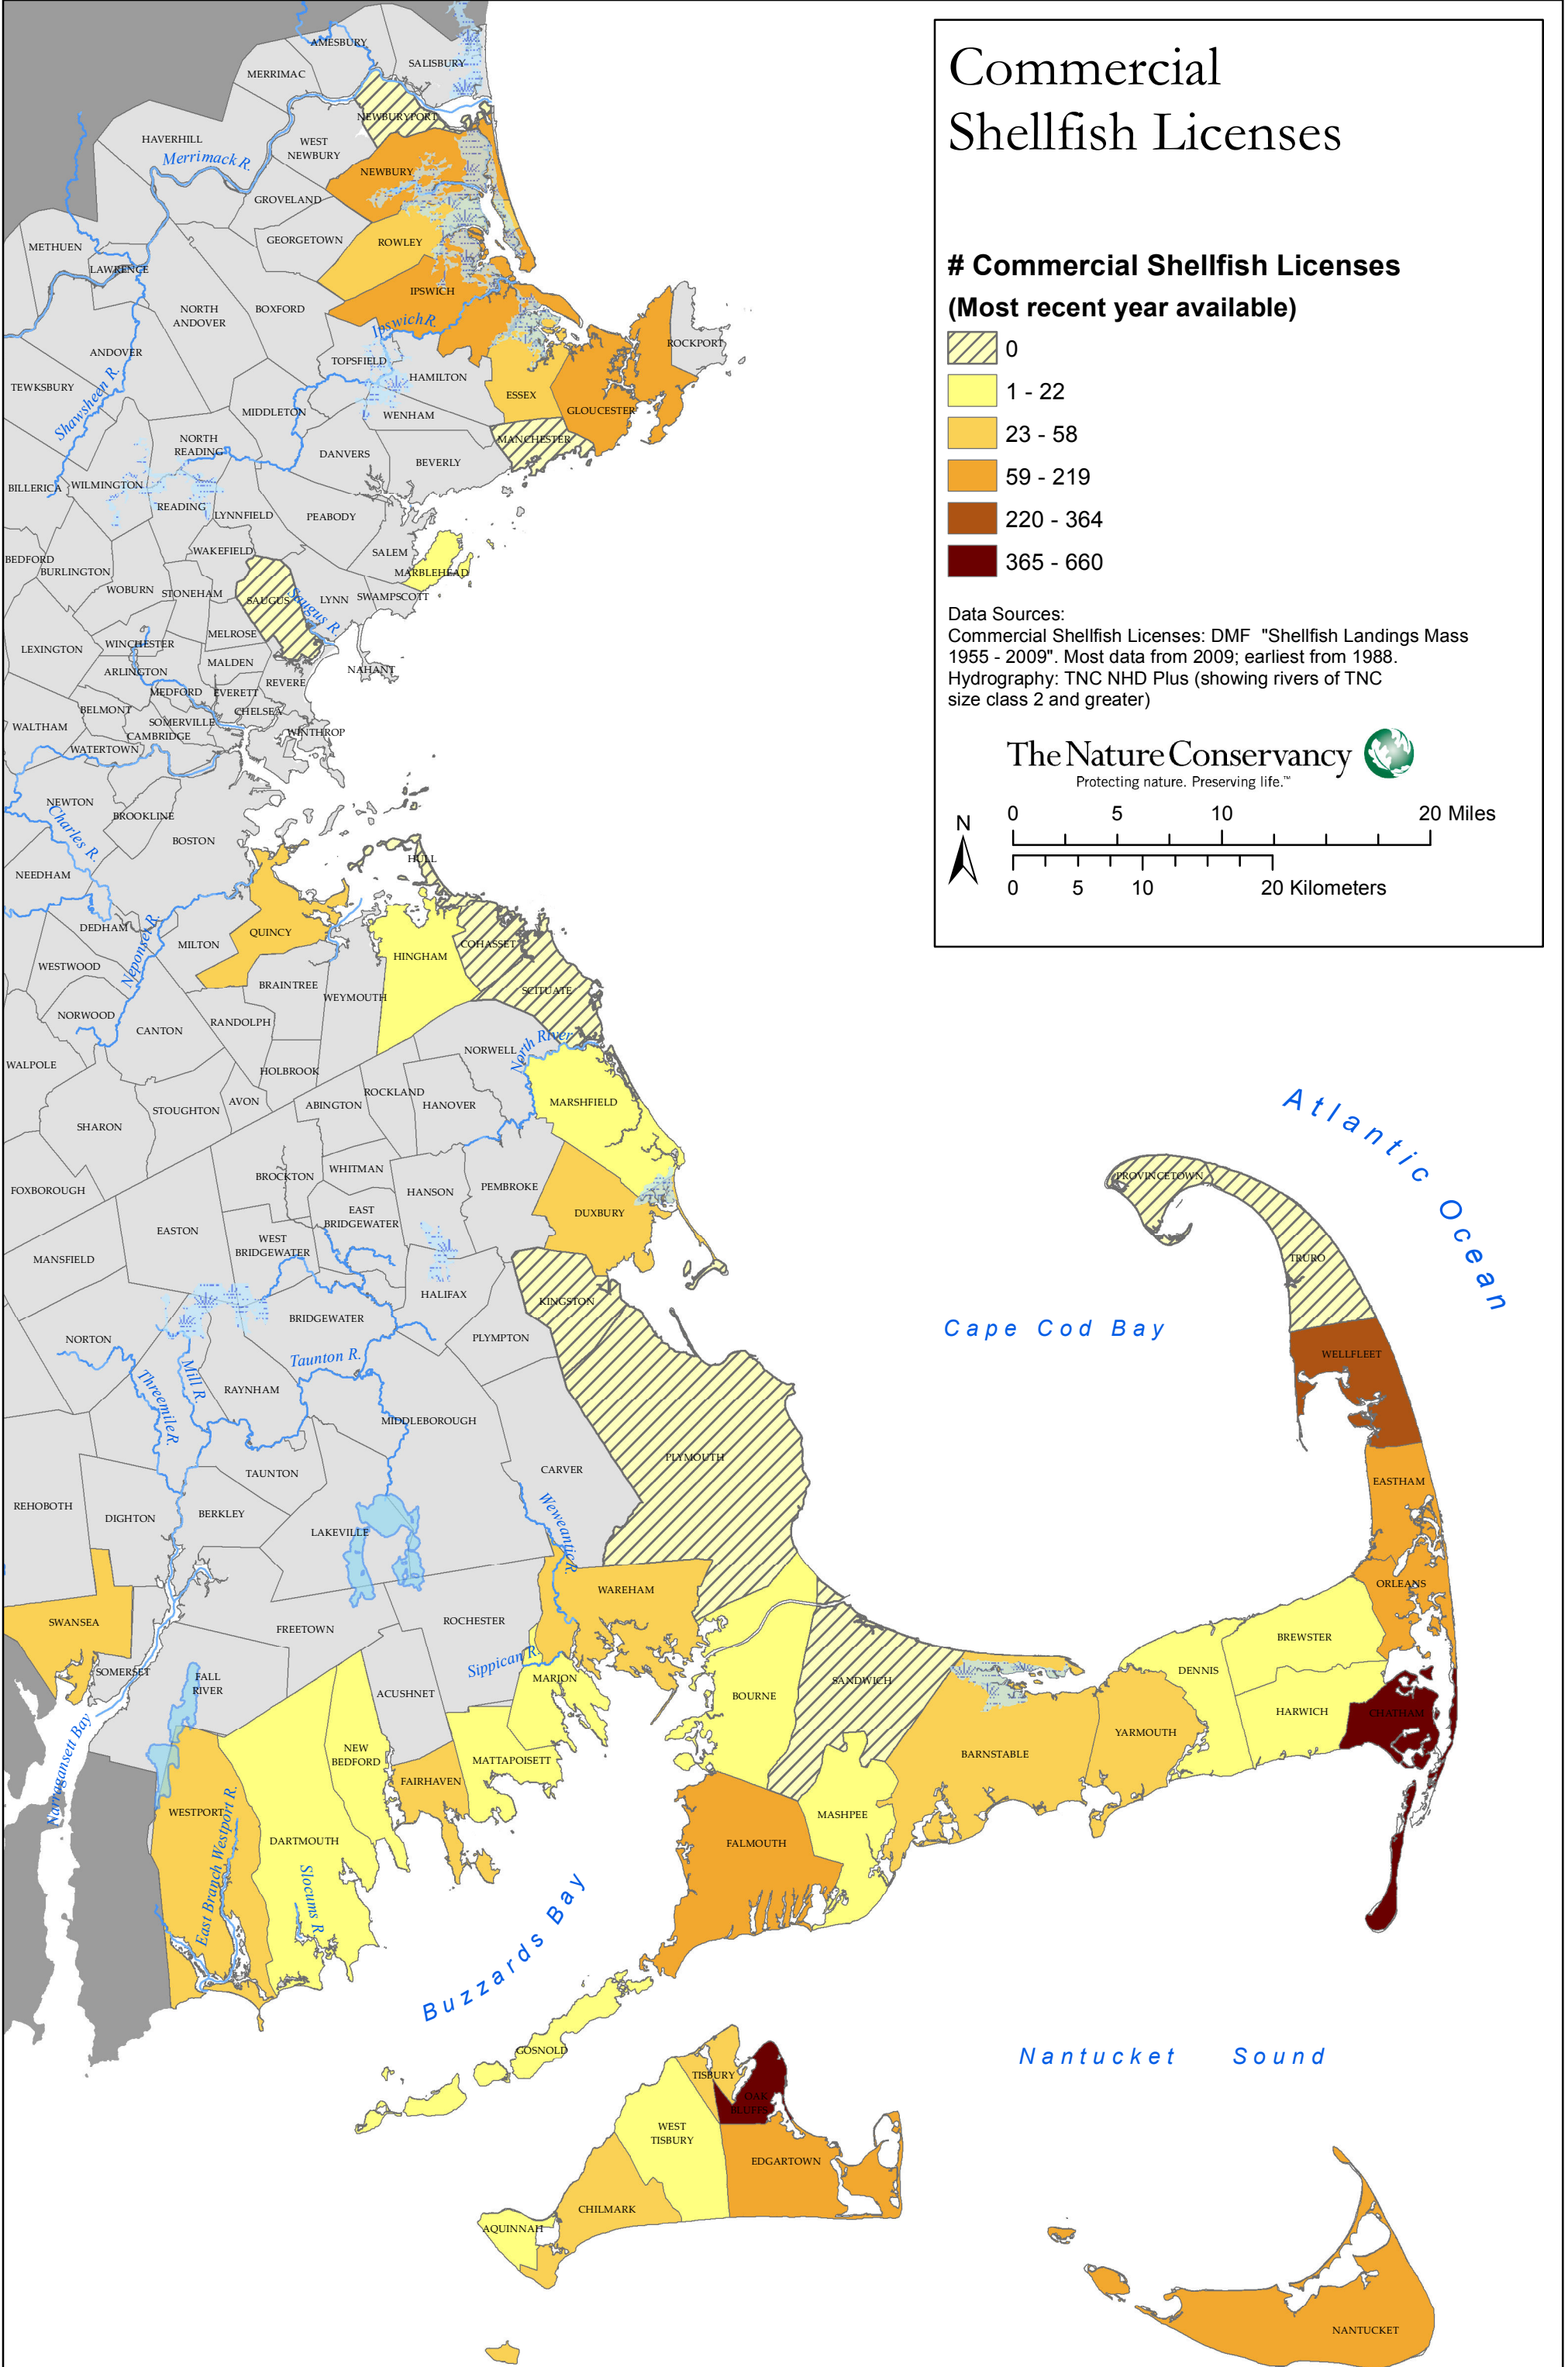 Commercial
Shellfish Licenses
# Commercial Shellfish Licenses
(Most recent year available)
0
1 - 22
23 - 58
59 - 219
220 - 364
365 - 660
Data Sources:
Commercial Shellfish Licenses: DMF "Shellfish Landings Mass
1955 - 2009". Most data from 2009; earliest from 1988.
Hydrography: TNC NHD Plus (showing rivers of TNC
size class 2 and greater)
The Nature Conservancy
Protecting nature. Preserving life.™
N
0 5 10 20 Miles
0 5 10 20 Kilometers
AMESBURY
SALISBURY
MERRIMAC
NEWBURYPORT
HAVERHILL
WEST
NEWBURY
Merrimack R.
NEWBURY
GROVELAND
GEORGETOWN
ROWLEY
METHUEN
LAWRENCE
IPSWICH
NORTH
ANDOVER
BOXFORD
Ipswich R.
ROCKPORT
ANDOVER
TOPSFIELD
HAMILTON
TEWKSBURY
Shawsheen R.
ESSEX
MIDDLETON
WENHAM
GLOUCESTER
NORTH
READING
MANCHESTER
DANVERS
BEVERLY
BILLERICA
WILMINGTON
READING
LYNNFIELD
PEABODY
BEDFORD
WAKEFIELD
SALEM
BURLINGTON
MARBLEHEAD
WOBURN
STONEHAM
SAUGUS
Saugus R.
LYNN
SWAMPSCOTT
LEXINGTON
WINCHESTER
MELROSE
ARLINGTON
MALDEN
NAHANT
MEDFORD
EVERETT
REVERE
BELMONT
CHELSEA
WALTHAM
SOMERVILLE
CAMBRIDGE
WINTHROP
WATERTOWN
NEWTON
BROOKLINE
Charles R.
BOSTON
HULL
NEEDHAM
DEDHAM
Neponset R.
MILTON
QUINCY
COHASSET
HINGHAM
WESTWOOD
BRAINTREE
WEYMOUTH
SCITUATE
NORWOOD
CANTON
RANDOLPH
North River
NORWELL
WALPOLE
HOLBROOK
ROCKLAND
AVON
ABINGTON
HANOVER
MARSHFIELD
STOUGHTON
SHARON
Atlantic Ocean
BROCKTON
WHITMAN
FOXBOROUGH
HANSON
PEMBROKE
PROVINCETOWN
EAST
BRIDGEWATER
DUXBURY
EASTON
WEST
BRIDGEWATER
MANSFIELD
TRURO
HALIFAX
KINGSTON
BRIDGEWATER
Cape Cod Bay
NORTON
PLYMPTON
Taunton R.
WELLFLEET
Threemile R.
Mill R.
RAYNHAM
MIDDLEBOROUGH
PLYMOUTH
TAUNTON
CARVER
EASTHAM
REHOBOTH
DIGHTON
BERKLEY
LAKEVILLE
Weweantic R.
ORLEANS
WAREHAM
SWANSEA
FREETOWN
ROCHESTER
BREWSTER
Sippican R.
SOMERSET
FALL
RIVER
MARION
SANDWICH
DENNIS
ACUSHNET
BOURNE
HARWICH
CHATHAM
Narragansett Bay
YARMOUTH
NEW
BEDFORD
MATTAPOISETT
BARNSTABLE
FAIRHAVEN
WESTPORT
East Branch Westport R.
MASHPEE
DARTMOUTH
FALMOUTH
Slocums R.
Buzzards Bay
GOSNOLD
Nantucket Sound
TISBURY
OAK
BLUFFS
WEST
TISBURY
EDGARTOWN
CHILMARK
AQUINNAH
NANTUCKET